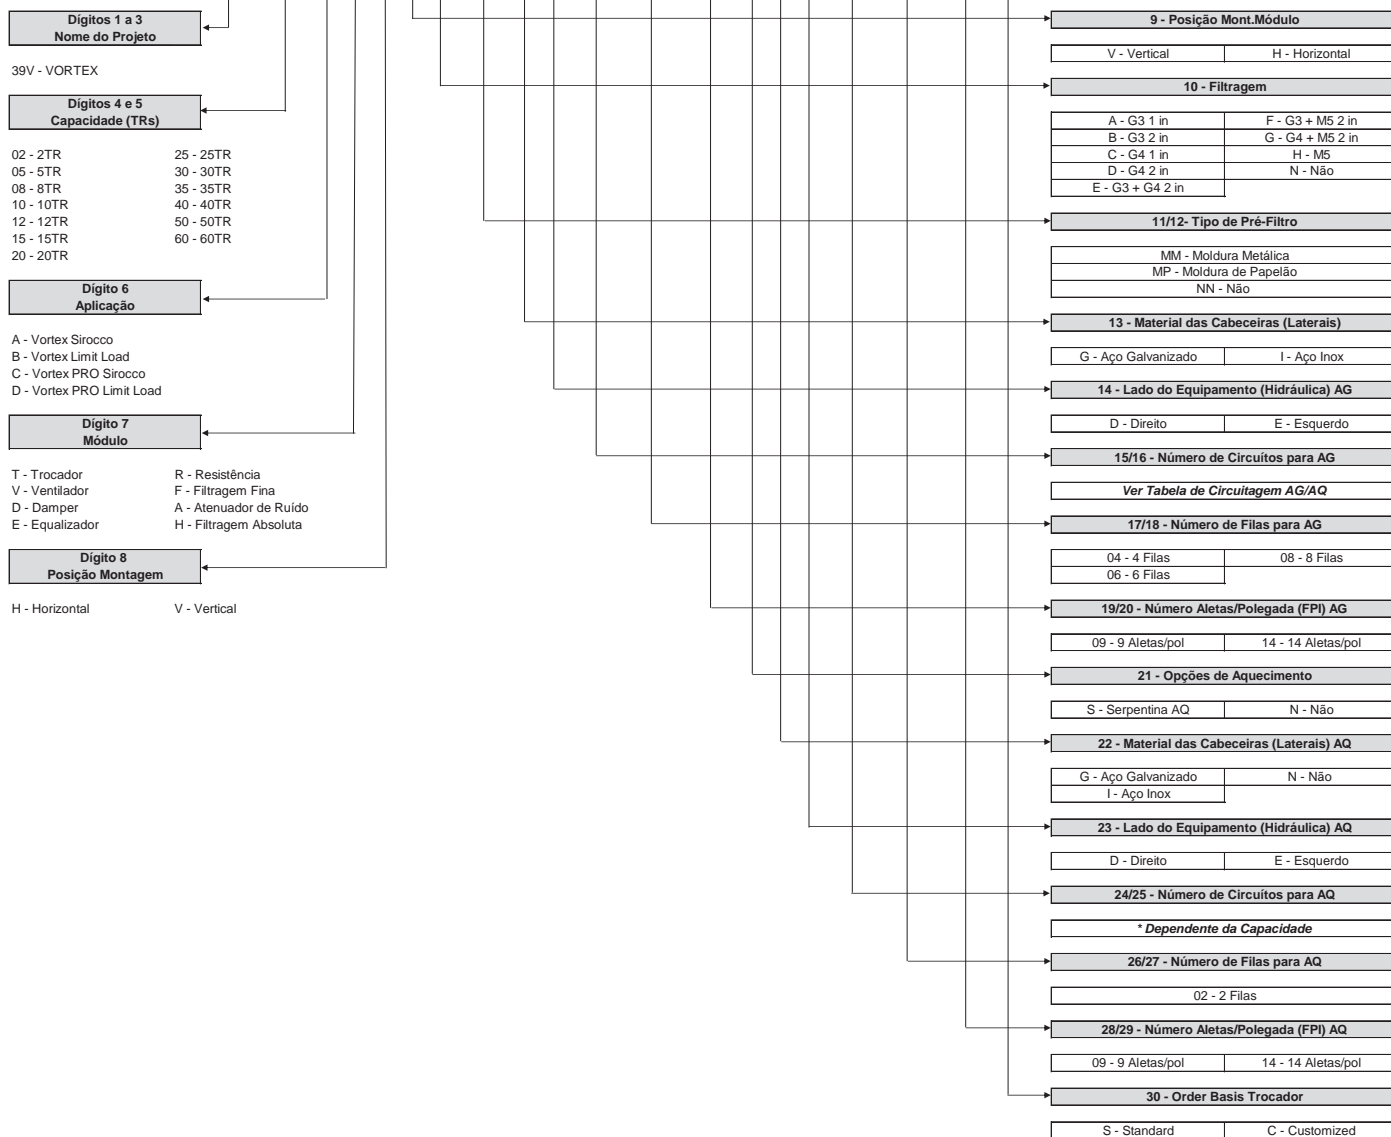 Dígitos 1 a 3
Nome do Projeto
39V - VORTEX
Dígitos 4 e 5
Capacidade (TRs)
02 - 2TR 25 - 25TR
05 - 5TR 30 - 30TR
08 - 8TR 35 - 35TR
10 - 10TR 40 - 40TR
12 - 12TR 50 - 50TR
15 - 15TR 60 - 60TR
20 - 20TR
Dígito 6
Aplicação
A - Vortex Sirocco
B - Vortex Limit Load
C - Vortex PRO Sirocco
D - Vortex PRO Limit Load
Dígito 7
Módulo
T - Trocador R - Resistência
V - Ventilador F - Filtragem Fina
D - Damper A - Atenuador de Ruído
E - Equalizador H - Filtragem Absoluta
Dígito 8
Posição Montagem
H - Horizontal V - Vertical
9 - Posição Mont.Módulo
V - Vertical H - Horizontal
10 - Filtragem
A - G3 1 in F - G3 + M5 2 in
B - G3 2 in G - G4 + M5 2 in
C - G4 1 in H - M5
D - G4 2 in N - Não
E - G3 + G4 2 in
11/12- Tipo de Pré-Filtro
MM - Moldura Metálica
MP - Moldura de Papelão
NN - Não
13 - Material das Cabeceiras (Laterais)
G - Aço Galvanizado I - Aço Inox
14 - Lado do Equipamento (Hidráulica) AG
D - Direito E - Esquerdo
15/16 - Número de Circuítos para AG
Ver Tabela de Circuitagem AG/AQ
17/18 - Número de Filas para AG
04 - 4 Filas 08 - 8 Filas
06 - 6 Filas
19/20 - Número Aletas/Polegada (FPI) AG
09 - 9 Aletas/pol 14 - 14 Aletas/pol
21 - Opções de Aquecimento
S - Serpentina AQ N - Não
22 - Material das Cabeceiras (Laterais) AQ
G - Aço Galvanizado N - Não
I - Aço Inox
23 - Lado do Equipamento (Hidráulica) AQ
D - Direito E - Esquerdo
24/25 - Número de Circuítos para AQ
* Dependente da Capacidade
26/27 - Número de Filas para AQ
02 - 2 Filas
28/29 - Número Aletas/Polegada (FPI) AQ
09 - 9 Aletas/pol 14 - 14 Aletas/pol
30 - Order Basis Trocador
S - Standard C - Customized